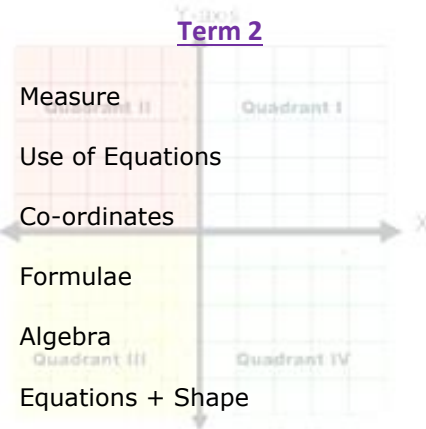 Y-axis
Term 2
Measure
Quadrant II
Quadrant I
Use of Equations
Co-ordinates
X
Formulae
Algebra
Quadrant III
Quadrant IV
Equations + Shape